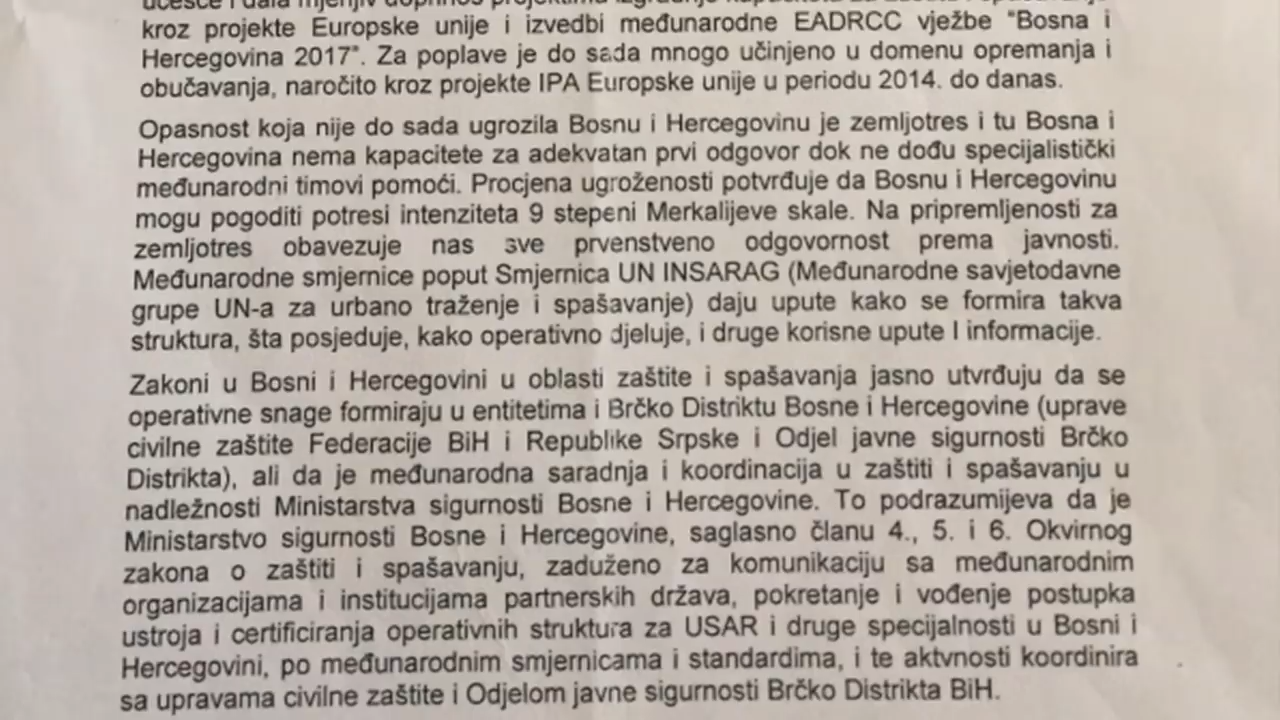 učešće i dala mjerljiv doprinos projektima izgradnje kapaciteta za zaštitu i spašavanje
kroz projekte Europske unije i izvedbi međunarodne EADRCC vježbe "Bosna i
Hercegovina 2017". Za poplave je do sada mnogo učinjeno u domenu opremanja i
obučavanja, naročito kroz projekte IPA Europske unije u periodu 2014. do danas.
Opasnost koja nije do sada ugrozila Bosnu i Hercegovinu je zemljotres i tu Bosna i
Hercegovina nema kapacitete za adekvatan prvi odgovor dok ne dođu specijalistički
međunarodni timovi pomoći. Procjena ugroženosti potvrđuje da Bosnu i Hercegovinu
mogu pogoditi potresi intenziteta 9 stepeni Merkalijeve skale. Na pripremljenosti za
zemljotres obavezuje nas sve prvenstveno odgovornost prema javnosti.
Međunarodne smjernice poput Smjernica UN INSARAG (Međunarodne savjetodavne
grupe UN-a za urbano traženje i spašavanje) daju upute kako se formira takva
struktura, šta posjeduje, kako operativno djeluje, i druge korisne upute I informacije.
Zakoni u Bosni i Hercegovini u oblasti zaštite i spašavanja jasno utvrđuju da se
operativne snage formiraju u entitetima i Brčko Distriktu Bosne i Hercegovine (uprave
civilne zaštite Federacije BiH i Republike Srpske i Odjel javne sigurnosti Brčko
Distrikta), ali da je međunarodna saradnja i koordinacija u zaštiti i spašavanju u
nadležnosti Ministarstva sigurnosti Bosne i Hercegovine. To podrazumijeva da je
Ministarstvo sigurnosti Bosne i Hercegovine, saglasno članu 4., 5. i 6. Okvirnog
zakona o zaštiti i spašavanju, zaduženo za komunikaciju sa međunarodnim
organizacijama i institucijama partnerskih država, pokretanje i vođenje postupka
ustroja i certificiranja operativnih struktura za USAR i druge specijalnosti u Bosni i
Hercegovini, po međunarodnim smjernicama i standardima, i te aktvnosti koordinira
sa upravama civilne zaštite i Odjelom javne sigurnosti Brčko Distrikta BiH.